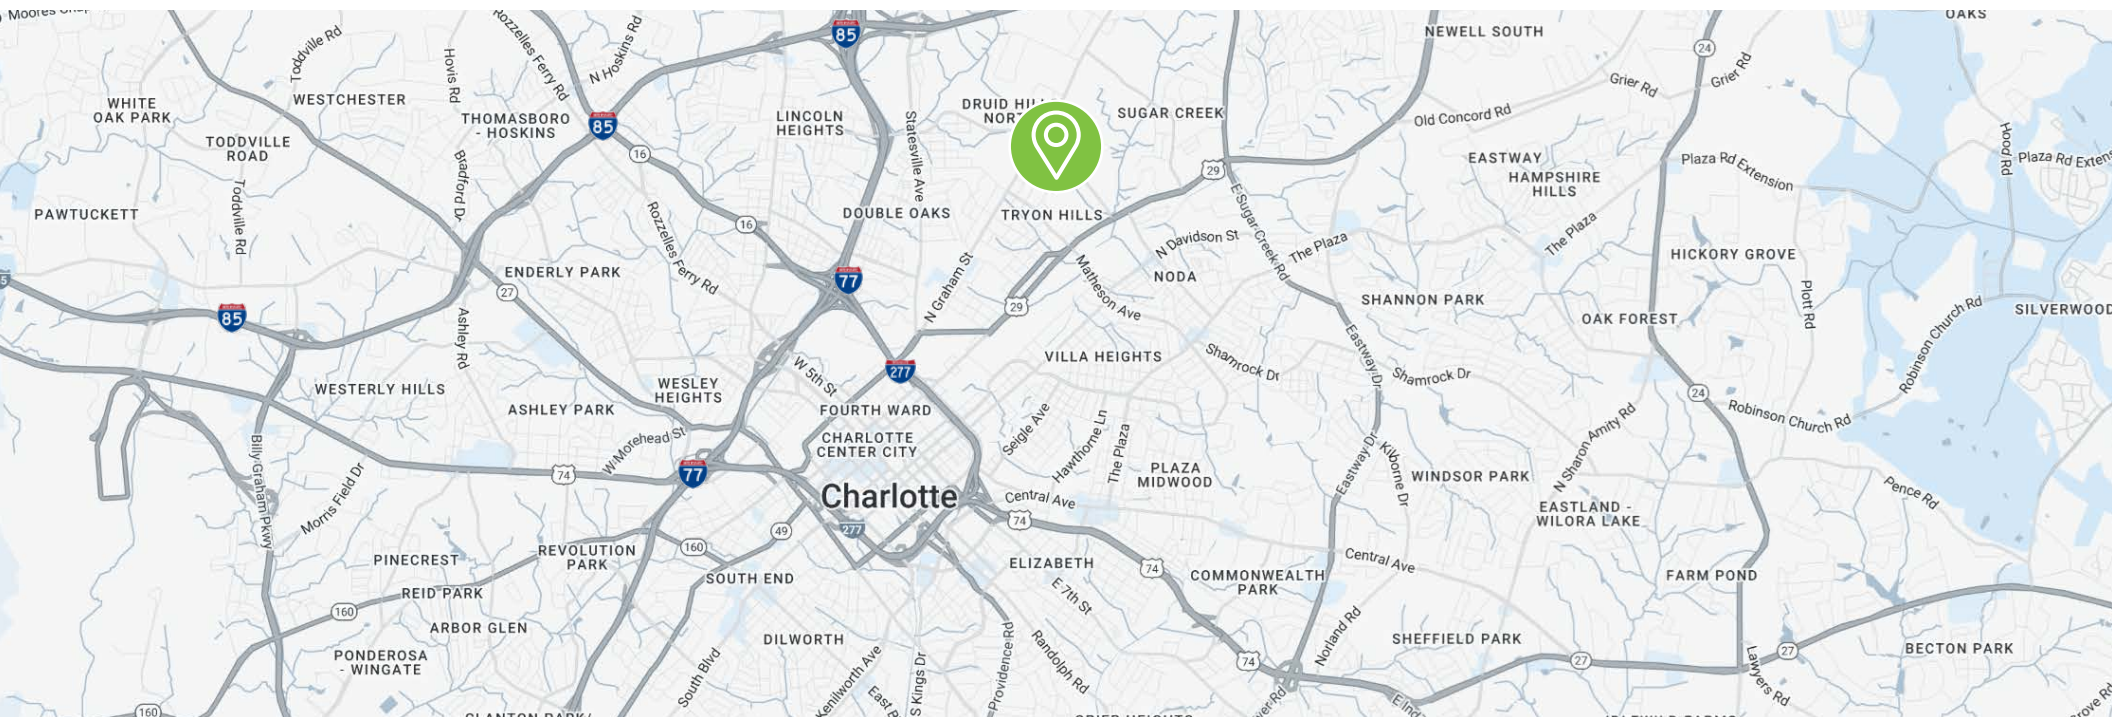 OAKS
Toddville Rd
Hovis Rd
Rozzelles Ferry Rd
N Hoskins Rd
85
NEWELL SOUTH
24
Grier Rd
Grier Rd
WHITE
OAK PARK
WESTCHESTER
THOMASBORO
- HOSKINS
85
LINCOLN
HEIGHTS
Statesville Ave
SUGAR CREEK
Old Concord Rd
TODDVILLE
ROAD
16
Bradford Dr
29
EASTWAY
HAMPSHIRE
HILLS
Plaza Rd Extension
Hood Rd
Plaza Rd
PAWTUCKETT
Toddville Rd
Rozzelles Ferry Rd
16
DOUBLE OAKS
TRYON HILLS
E Sugar Creek Rd
N Davidson St
The Plaza
The Plaza
HICKORY GROVE
ENDERLY PARK
27
77
N Graham St
29
Matheson Ave
NODA
SHANNON PARK
OAK FOREST
Plott Rd
Robinson Church Rd
SILVERWOOD
85
Ashley Rd
W 5th St
277
VILLA HEIGHTS
Shamrock Dr
Eastway Dr
Shamrock Dr
24
Robinson Church Rd
WESTERLY HILLS
ASHLEY PARK
WESLEY
HEIGHTS
FOURTH WARD
CHARLOTTE
CENTER CITY
Seigle Ave
Hawthorne Ln
The Plaza
PLAZA
MIDWOOD
Eastway Dr
Kilborne Dr
WINDSOR PARK
N Sharon Amity Rd
Billy Graham Pkwy
Morris Field Dr
74
W Morehead St
77
Charlotte
Central Ave
74
EASTLAND -
WILORA LAKE
Pence Rd
277
49
160
PINECREST
REVOLUTION
PARK
SOUTH END
ELIZABETH
74
COMMONWEALTH
PARK
Central Ave
FARM POND
REID PARK
160
E 7th St
ARBOR GLEN
DILWORTH
Providence Rd
Randolph Rd
Norland Rd
SHEFFIELD PARK
27
27
BECTON PARK
PONDEROSA
- WINGATE
South Blvd
Kenilworth Ave
S Kings Dr
74
Lawyers Rd
160